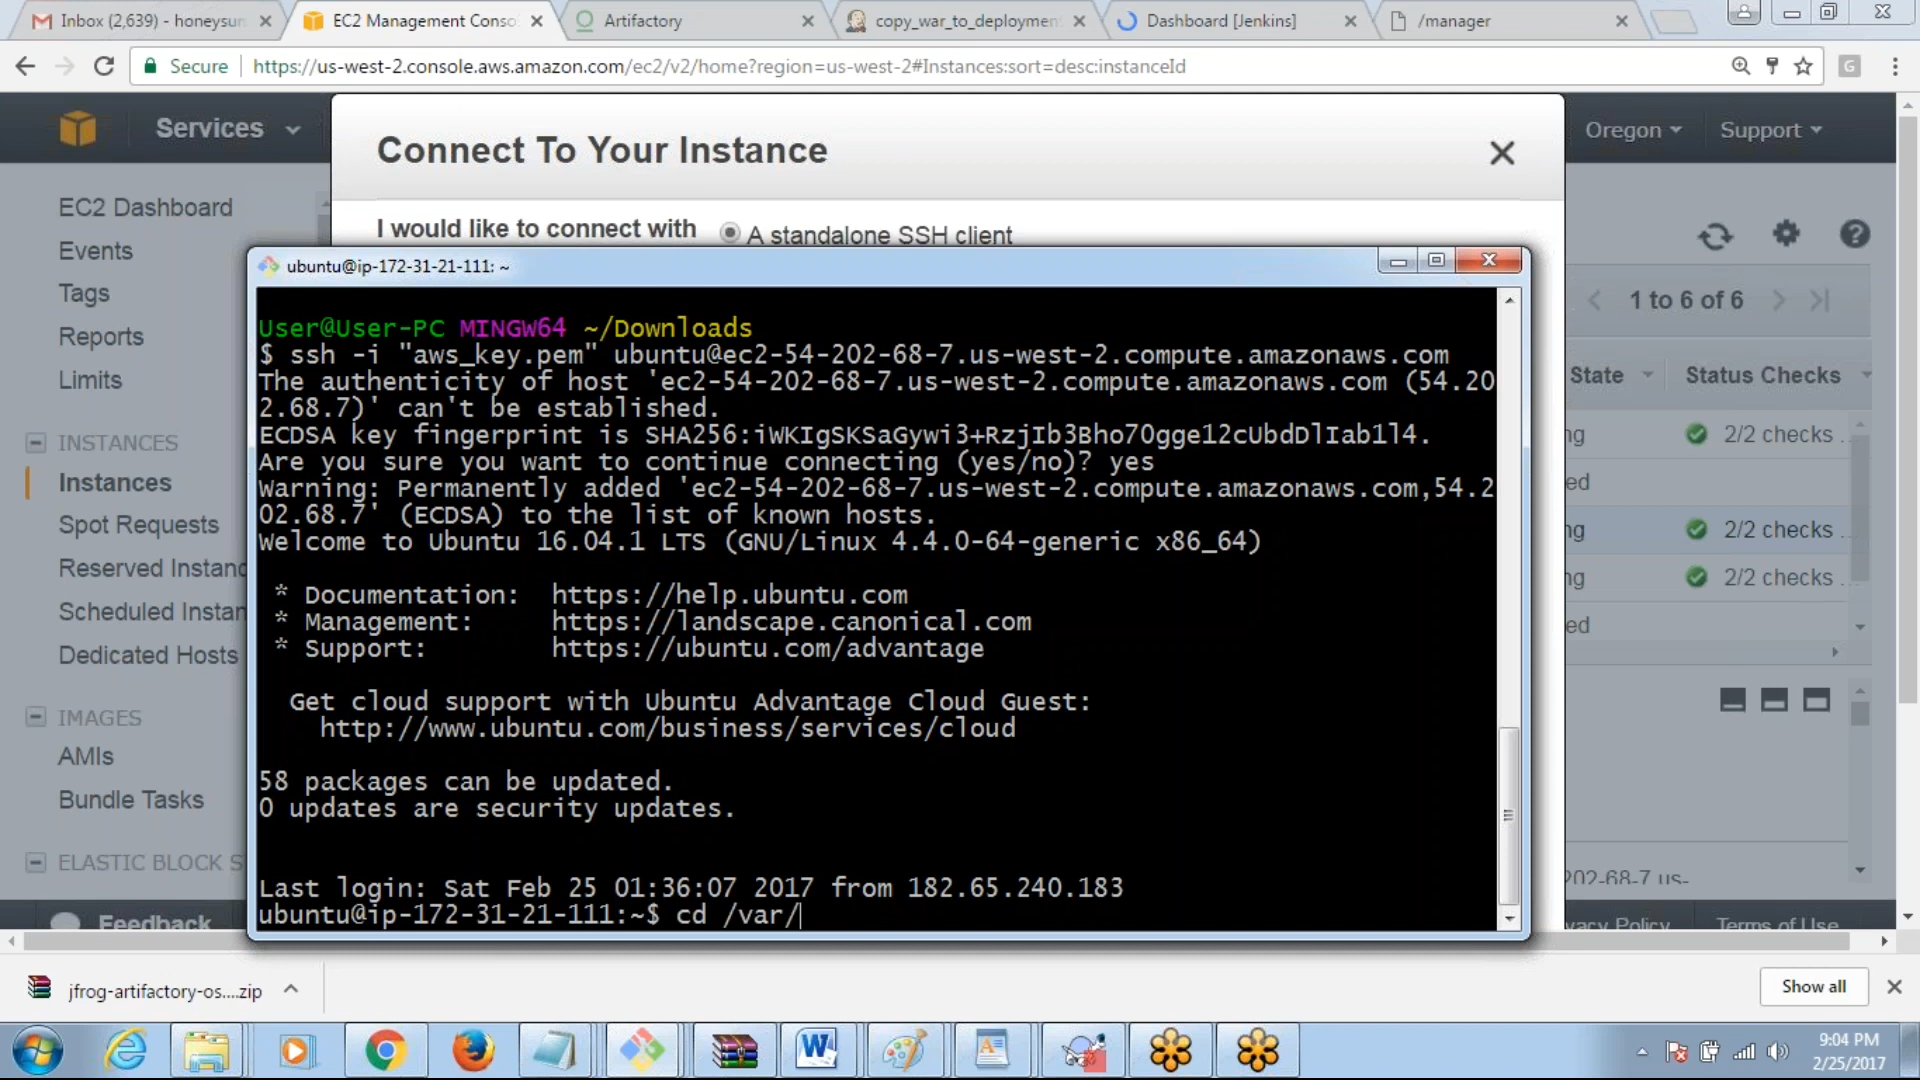 Inbox (2,639) - honeysun
EC2 Management Conso
Artifactory
copy_war_to_deploymen
Dashboard [Jenkins]
/manager
Secure
https://us-west-2.console.aws.amazon.com/ec2/v2/home?region=us-west-2#Instances:sort=desc:instanceId
G
Services
Connect To Your Instance
Oregon
Support
EC2 Dashboard
Events
Tags
Reports
Limits
INSTANCES
Instances
Spot Requests
Reserved Instanc
Scheduled Instan
Dedicated Hosts
IMAGES
AMIs
Bundle Tasks
ELASTIC BLOCK S
Feedback
I would like to connect with
A standalone SSH client
1 to 6 of 6
State
Status Checks
ng
2/2 checks ...
ed
ng
2/2 checks ...
ng
2/2 checks ...
ed
202-68-7.us-
Privacy Policy
Terms of Use
ubuntu@ip-172-31-21-111: ~
User@User-PC MINGW64 ~/Downloads
$ ssh -i "aws_key.pem" ubuntu@ec2-54-202-68-7.us-west-2.compute.amazonaws.com
The authenticity of host 'ec2-54-202-68-7.us-west-2.compute.amazonaws.com (54.20
2.68.7)' can't be established.
ECDSA key fingerprint is SHA256:iWKIgSKSaGywi3+RzjIb3Bho70gge12cUbdDlIab1l4.
Are you sure you want to continue connecting (yes/no)? yes
Warning: Permanently added 'ec2-54-202-68-7.us-west-2.compute.amazonaws.com,54.2
02.68.7' (ECDSA) to the list of known hosts.
Welcome to Ubuntu 16.04.1 LTS (GNU/Linux 4.4.0-64-generic x86_64)
* Documentation: https://help.ubuntu.com
* Management: https://landscape.canonical.com
* Support: https://ubuntu.com/advantage
Get cloud support with Ubuntu Advantage Cloud Guest:
http://www.ubuntu.com/business/services/cloud
58 packages can be updated.
0 updates are security updates.
Last login: Sat Feb 25 01:36:07 2017 from 182.65.240.183
ubuntu@ip-172-31-21-111:~$ cd /var/
jfrog-artifactory-os....zip
Show all
9:04 PM
2/25/2017